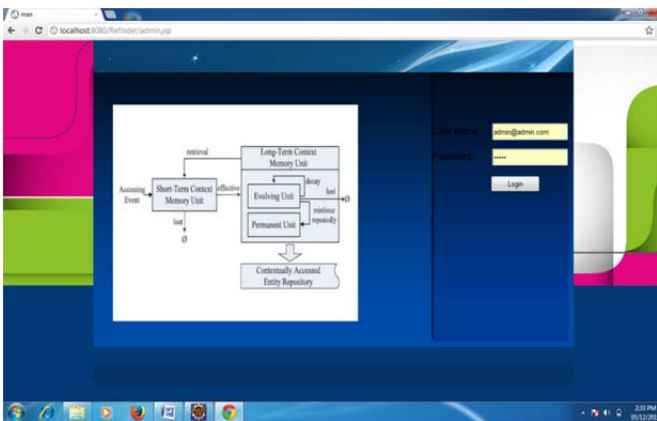 man
localhost:8080/Refinder/admin.jsp
User Name
admin@admin.com
Password
•••••
Login
retrieval
Long-Term Context
Memory Unit
Accessing
Event
Short-Term Context
Memory Unit
effective
Evolving Unit
decay
lost
Ø
reinforce
repeatedly
Permanent Unit
lost
Ø
Contextually Accessed
Entity Repository
2:33 PM